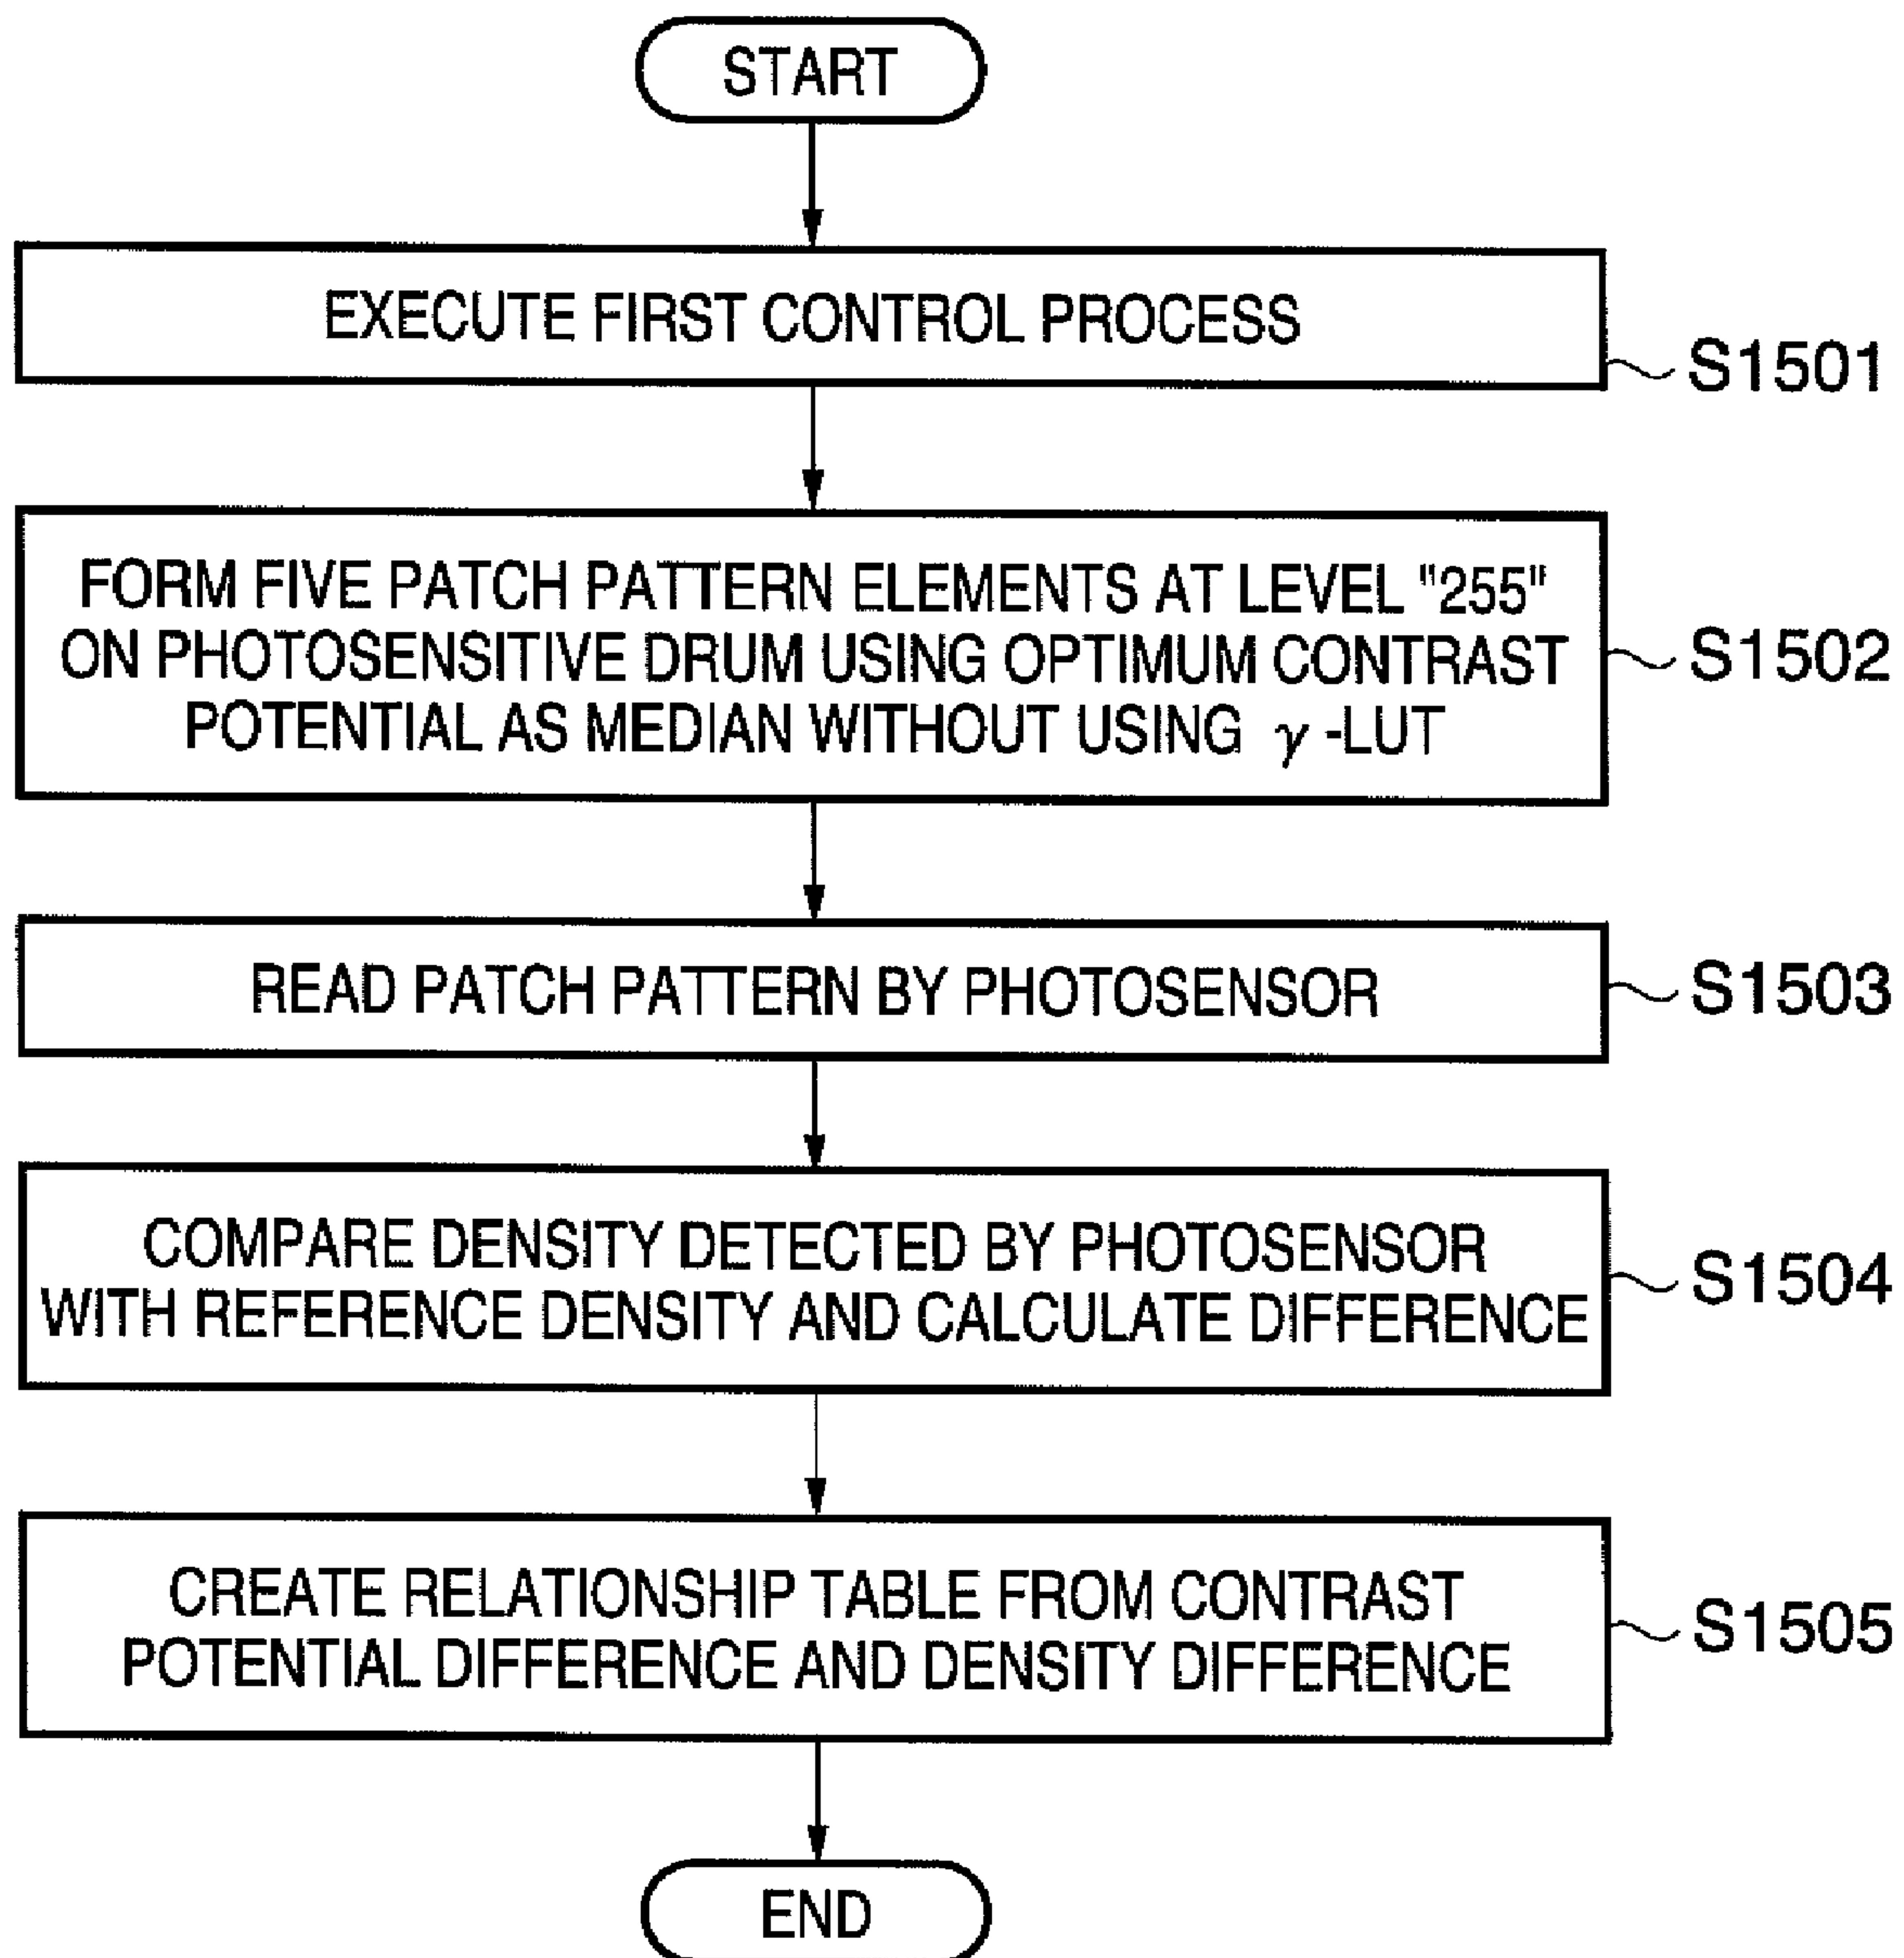 START
EXECUTE FIRST CONTROL PROCESS
S1501
FORM FIVE PATCH PATTERN ELEMENTS AT LEVEL "255"
ON PHOTOSENSITIVE DRUM USING OPTIMUM CONTRAST
POTENTIAL AS MEDIAN WITHOUT USING γ-LUT
S1502
READ PATCH PATTERN BY PHOTOSENSOR
S1503
COMPARE DENSITY DETECTED BY PHOTOSENSOR
WITH REFERENCE DENSITY AND CALCULATE DIFFERENCE
S1504
CREATE RELATIONSHIP TABLE FROM CONTRAST
POTENTIAL DIFFERENCE AND DENSITY DIFFERENCE
S1505
END